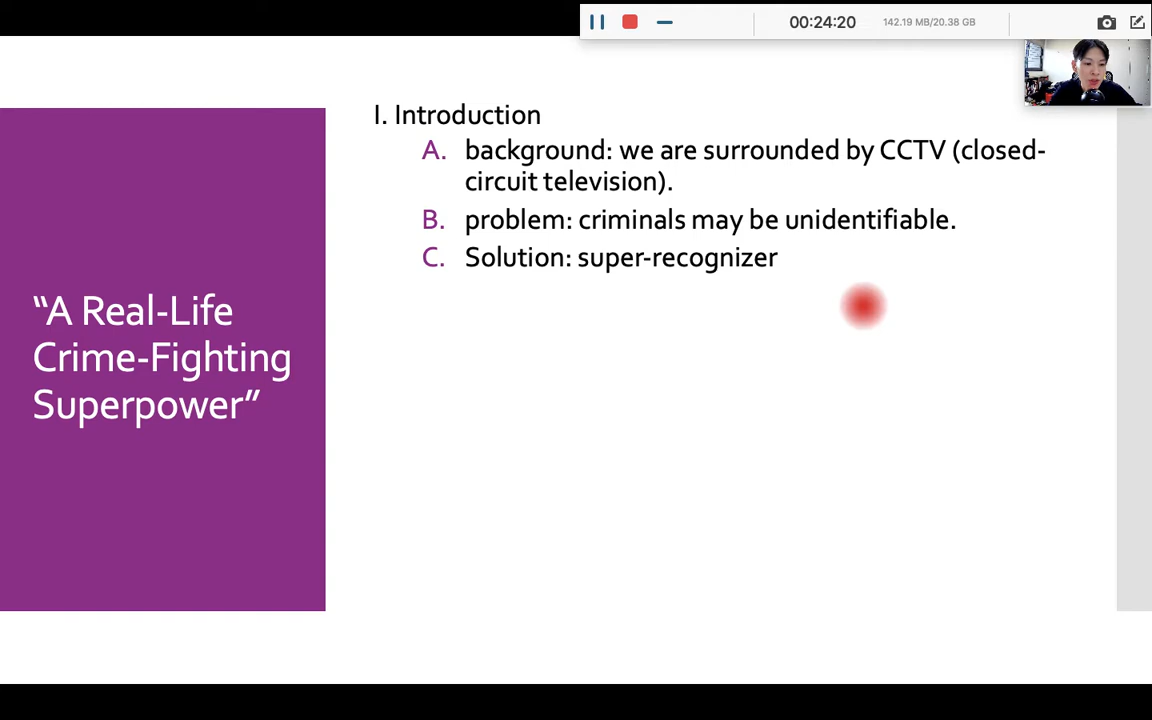 00:24:20
142.19 MB/20.38 GB
I. Introduction
A. background: we are surrounded by CCTV (closed-
circuit television).
B. problem: criminals may be unidentifiable.
C. Solution: super-recognizer
“A Real-Life
Crime-Fighting
Superpower”